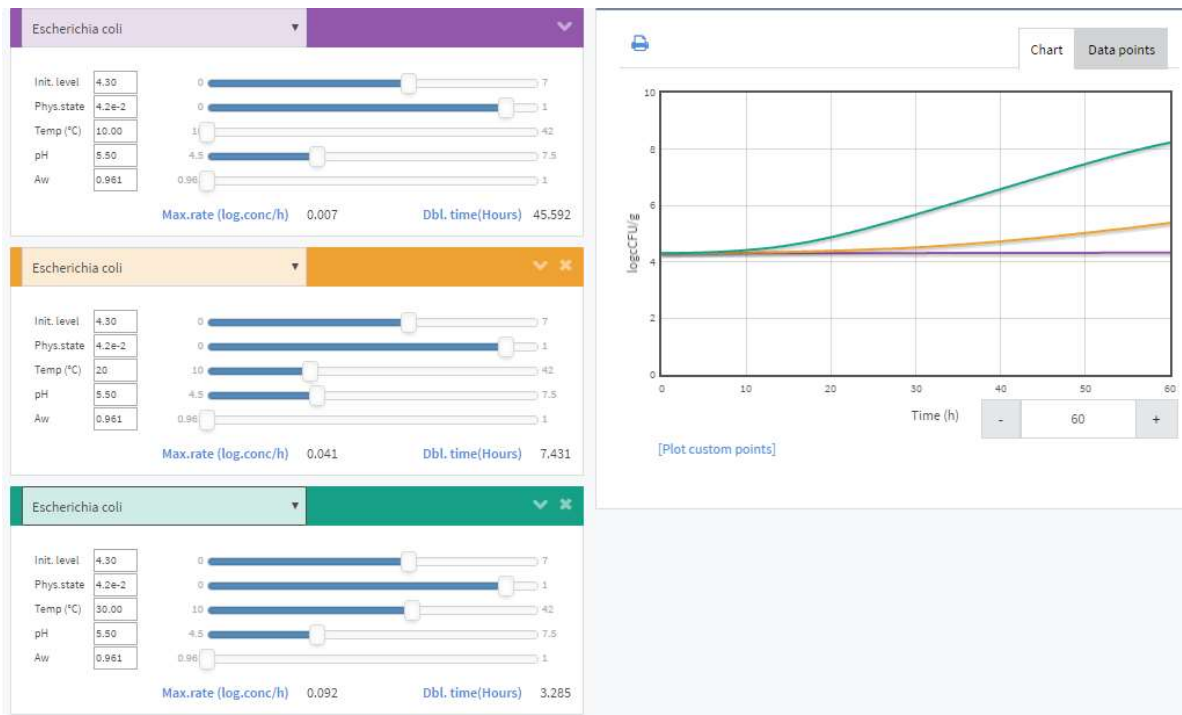 Escherichia coli
Init. level 4.30 0 7
Phys.state 4.2e-2 0 1
Temp (°C) 10.00 10 42
pH 5.50 4.5 7.5
Aw 0.961 0.96 1
Max.rate (log.conc/h) 0.007 Dbl. time(Hours) 45.592
Escherichia coli
Init. level 4.30 0 7
Phys.state 4.2e-2 0 1
Temp (°C) 20 10 42
pH 5.50 4.5 7.5
Aw 0.961 0.96 1
Max.rate (log.conc/h) 0.041 Dbl. time(Hours) 7.431
Escherichia coli
Init. level 4.30 0 7
Phys.state 4.2e-2 0 1
Temp (°C) 30.00 10 42
pH 5.50 4.5 7.5
Aw 0.961 0.96 1
Max.rate (log.conc/h) 0.092 Dbl. time(Hours) 3.285
Chart Data points
10
8
6
4
2
0
logcCFU/g
0 10 20 30 40 50 60
Time (h) - 60 +
[Plot custom points]